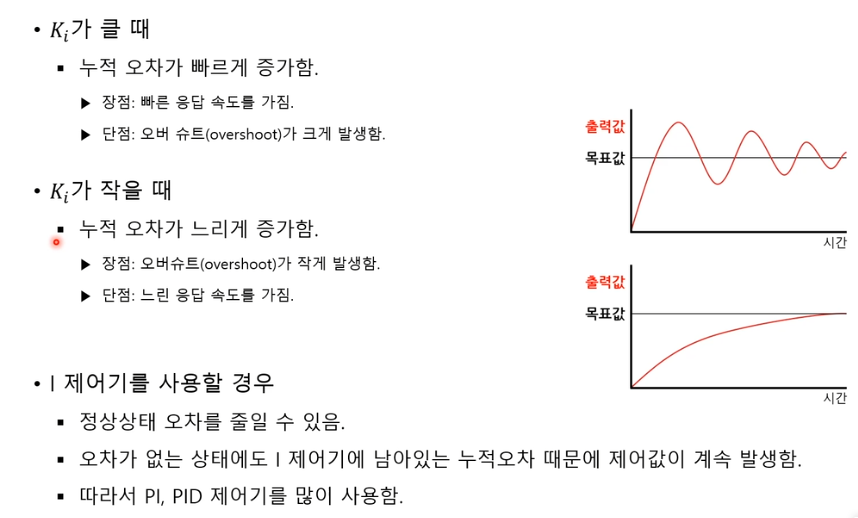 • Ki가 클 때
▪ 누적 오차가 빠르게 증가함.
▶ 장점: 빠른 응답 속도를 가짐.
▶ 단점: 오버 슈트(overshoot)가 크게 발생함.
출력값
목표값
시간
• Ki가 작을 때
▪ 누적 오차가 느리게 증가함.
▶ 장점: 오버슈트(overshoot)가 작게 발생함.
▶ 단점: 느린 응답 속도를 가짐.
출력값
목표값
시간
• I 제어기를 사용할 경우
▪ 정상상태 오차를 줄일 수 있음.
▪ 오차가 없는 상태에도 I 제어기에 남아있는 누적오차 때문에 제어값이 계속 발생함.
▪ 따라서 PI, PID 제어기를 많이 사용함.